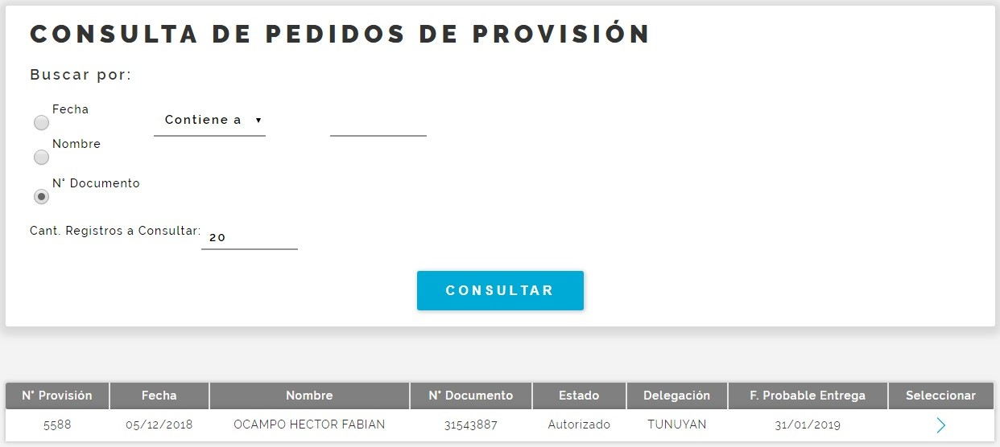 CONSULTA DE PEDIDOS DE PROVISIÓN
Buscar por:
Fecha
Contiene a
Nombre
N° Documento
Cant. Registros a Consultar: 20
CONSULTAR
N° Provisión Fecha Nombre N° Documento Estado Delegación F. Probable Entrega Seleccionar
5588 05/12/2018 OCAMPO HECTOR FABIAN 31543887 Autorizado TUNUYAN 31/01/2019